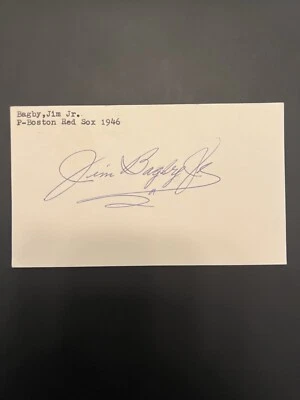 Bagby,Jim Jr.
P-Boston Red Sox 1946
Jim Bagby Jr.